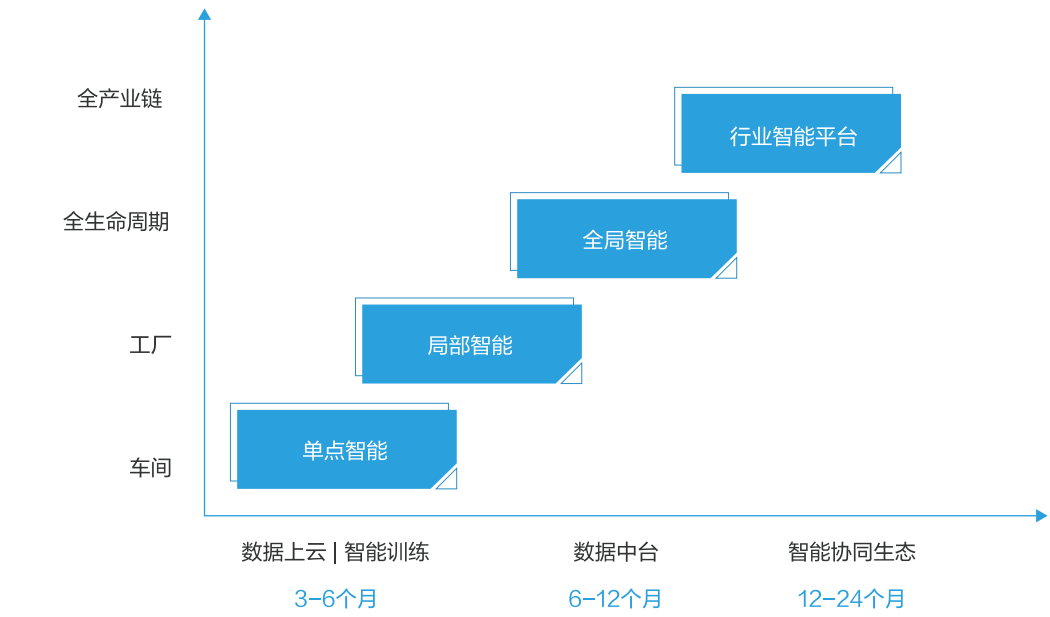 全产业链
行业智能平台
全生命周期
全局智能
工厂
局部智能
单点智能
车间
数据上云 | 智能训练
数据中台
智能协同生态
3-6个月
6-12个月
12-24个月